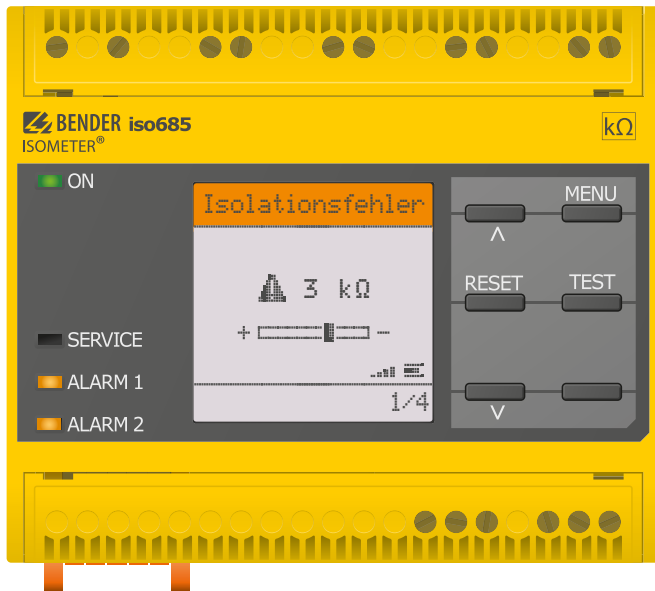 BENDER iso685
ISOMETER®
kΩ
ON
Isolationsfehler
3 kΩ
+ −
1/4
SERVICE
ALARM 1
ALARM 2
MENU
∧
RESET
TEST
∨